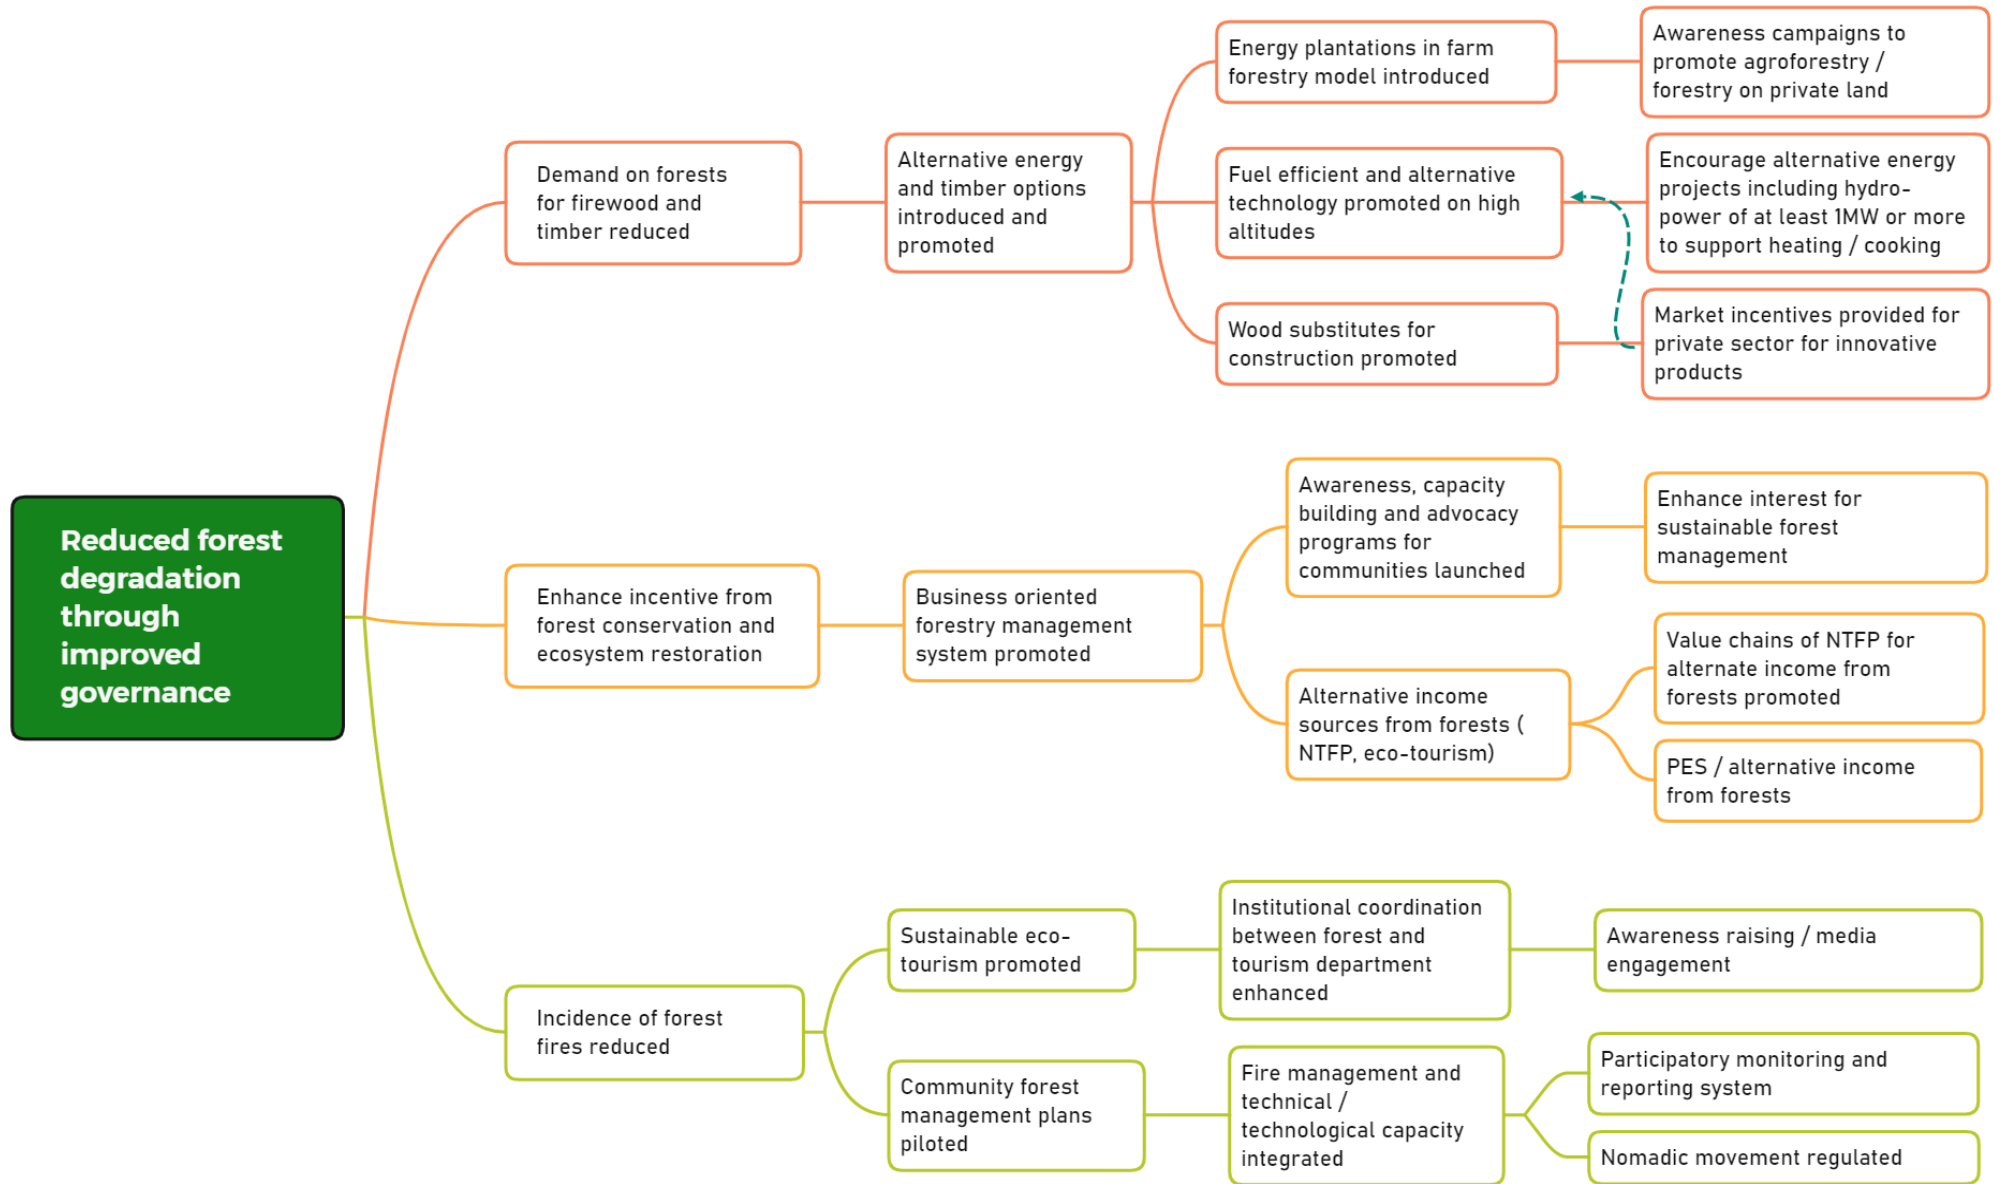 Reduced forest
degradation
through
improved
governance
Demand on forests
for firewood and
timber reduced
Alternative energy
and timber options
introduced and
promoted
Energy plantations in farm
forestry model introduced
Awareness campaigns to
promote agroforestry /
forestry on private land
Fuel efficient and alternative
technology promoted on high
altitudes
Encourage alternative energy
projects including hydro-
power of at least 1MW or more
to support heating / cooking
Wood substitutes for
construction promoted
Market incentives provided for
private sector for innovative
products
Enhance incentive from
forest conservation and
ecosystem restoration
Business oriented
forestry management
system promoted
Awareness, capacity
building and advocacy
programs for
communities launched
Enhance interest for
sustainable forest
management
Alternative income
sources from forests (
NTFP, eco-tourism)
Value chains of NTFP for
alternate income from
forests promoted
PES / alternative income
from forests
Incidence of forest
fires reduced
Sustainable eco-
tourism promoted
Institutional coordination
between forest and
tourism department
enhanced
Awareness raising / media
engagement
Community forest
management plans
piloted
Fire management and
technical /
technological capacity
integrated
Participatory monitoring and
reporting system
Nomadic movement regulated